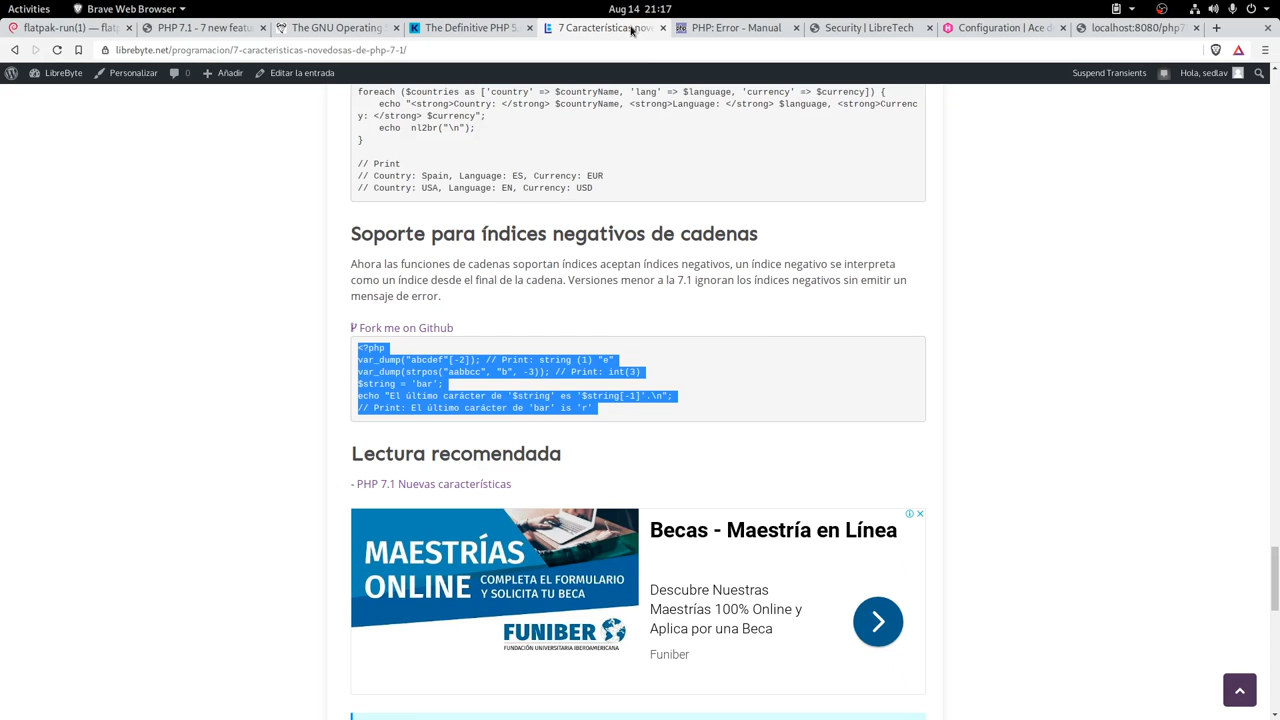 Activities
Brave Web Browser
Aug 14 21:17
flatpak-run(1) — flatp
PHP 7.1 - 7 new feature
The GNU Operating
The Definitive PHP 5.
7 Características nove
PHP: Error - Manual
Security | LibreTech
Configuration | Ace d
localhost:8080/php7
librebyte.net/programacion/7-caracteristicas-novedosas-de-php-7-1/
LibreByte
Personalizar
0
Añadir
Editar la entrada
Suspend Transients
Hola, sedlav
foreach ($countries as ['country' => $countryName, 'lang' => $language, 'currency' => $currency]) {
echo "<strong>Country: </strong> $countryName, <strong>Language: </strong> $language, <strong>Currenc
y: </strong> $currency";
echo nl2br("\n");
}
// Print
// Country: Spain, Language: ES, Currency: EUR
// Country: USA, Language: EN, Currency: USD
Soporte para índices negativos de cadenas
Ahora las funciones de cadenas soportan índices aceptan índices negativos, un índice negativo se interpreta
como un índice desde el final de la cadena. Versiones menor a la 7.1 ignoran los índices negativos sin emitir un
mensaje de error.
Fork me on Github
<?php
var_dump("abcdef"[-2]); // Print: string (1) "e"
var_dump(strpos("aabbcc", "b", -3)); // Print: int(3)
$string = 'bar';
echo "El último carácter de '$string' es '$string[-1]'.\n";
// Print: El último carácter de 'bar' is 'r'
Lectura recomendada
- PHP 7.1 Nuevas características
MAESTRÍAS
ONLINE
COMPLETA EL FORMULARIO
Y SOLICITA TU BECA
FUNIBER
FUNDACIÓN UNIVERSITARIA IBEROAMERICANA
Becas - Maestría en Línea
Descubre Nuestras
Maestrías 100% Online y
Aplica por una Beca
Funiber